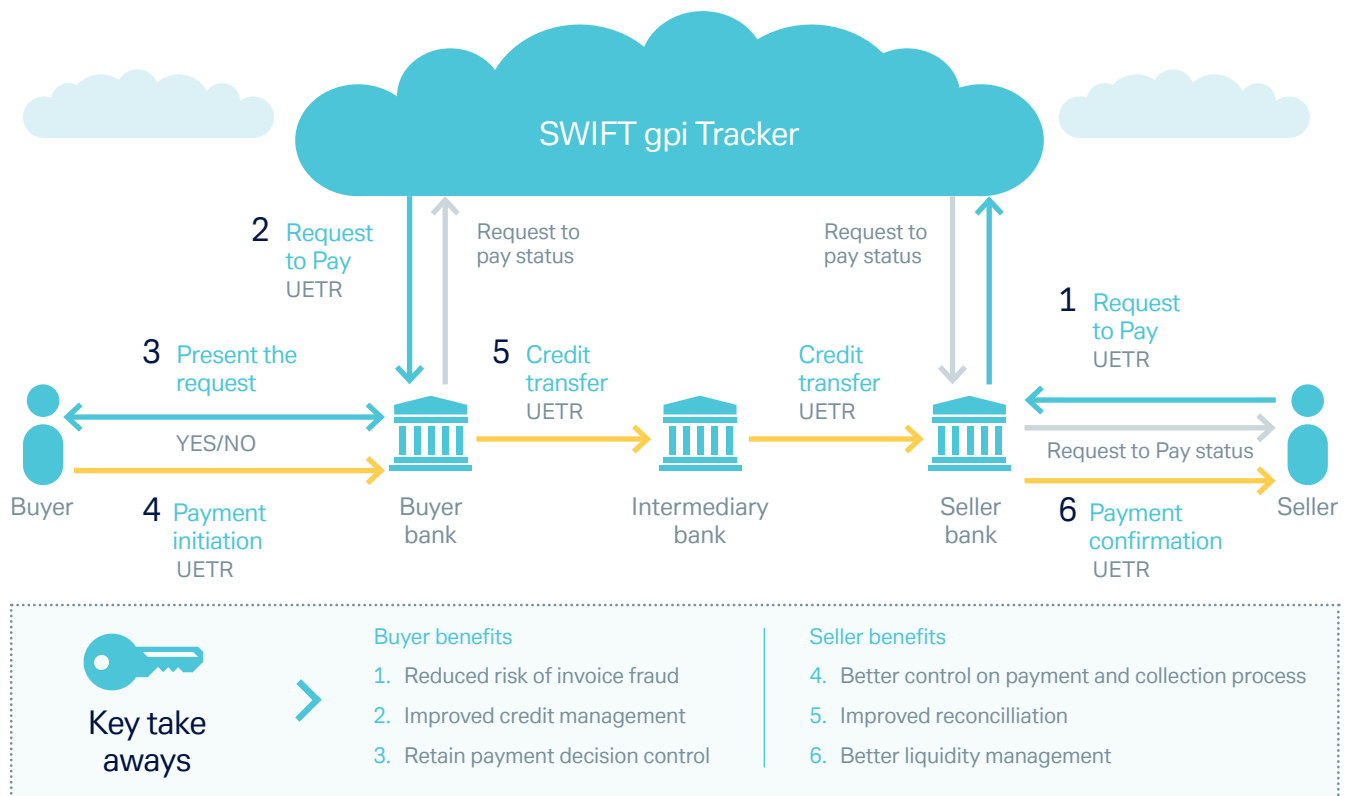 SWIFT gpi Tracker
2 Request
to Pay
UETR
Request to
pay status
Request to
pay status
1 Request
to Pay
UETR
3 Present the
request
YES/NO
5 Credit
transfer
UETR
Credit
transfer
UETR
Request to Pay status
Buyer
4 Payment
initiation
UETR
Buyer
bank
Intermediary
bank
Seller
bank
6 Payment
confirmation
UETR
Seller
Key take
aways
Buyer benefits
1. Reduced risk of invoice fraud
2. Improved credit management
3. Retain payment decision control
Seller benefits
4. Better control on payment and collection process
5. Improved reconcilliation
6. Better liquidity management